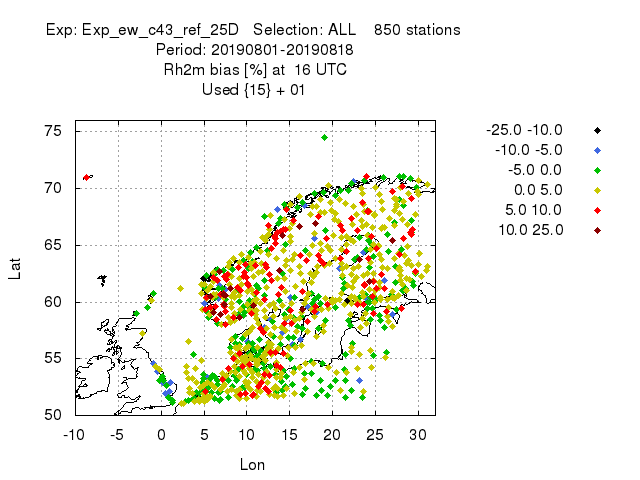 Exp: Exp_ew_c43_ref_25D Selection: ALL 850 stations
Period: 20190801-20190818
Rh2m bias [%] at 16 UTC
Used {15} + 01
75
70
65
60
55
50
Lat
-10 -5 0 5 10 15 20 25 30
Lon
-25.0 -10.0
-10.0 -5.0
-5.0 0.0
0.0 5.0
5.0 10.0
10.0 25.0